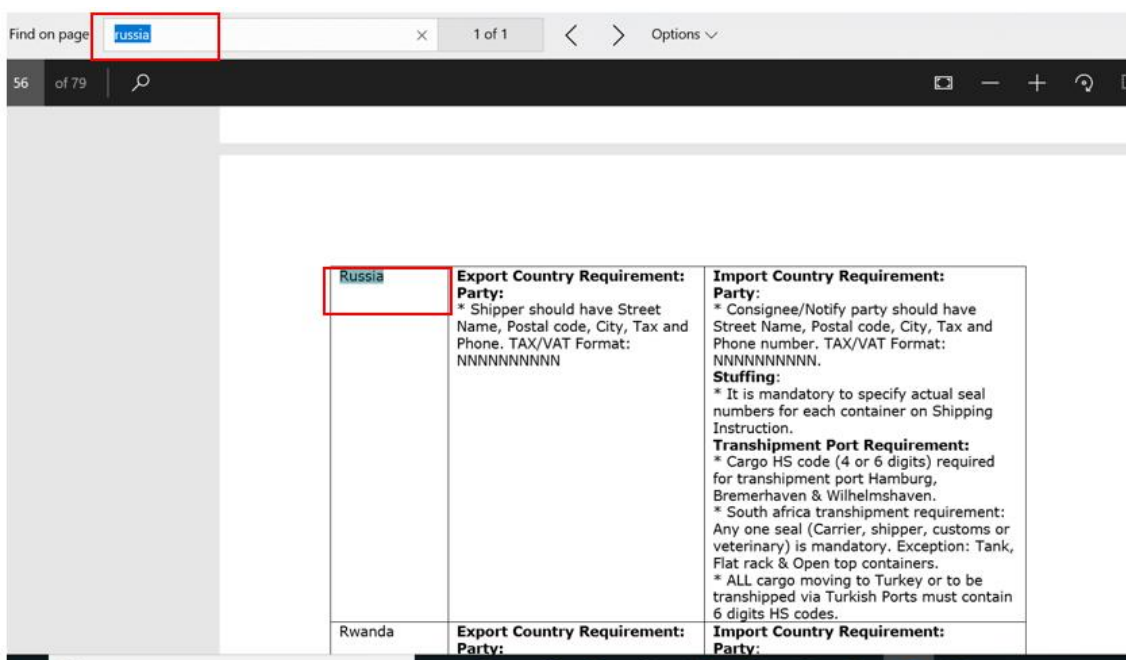 Find on page
russia
1 of 1
Options
56
of 79
Russia
Export Country Requirement:
Party:
* Shipper should have Street
Name, Postal code, City, Tax and
Phone. TAX/VAT Format:
NNNNNNNNNN
Import Country Requirement:
Party:
* Consignee/Notify party should have
Street Name, Postal code, City, Tax and
Phone number. TAX/VAT Format:
NNNNNNNNNN.
Stuffing:
* It is mandatory to specify actual seal
numbers for each container on Shipping
Instruction.
Transhipment Port Requirement:
* Cargo HS code (4 or 6 digits) required
for transhipment port Hamburg,
Bremerhaven & Wilhelmshaven.
* South africa transhipment requirement:
Any one seal (Carrier, shipper, customs or
veterinary) is mandatory. Exception: Tank,
Flat rack & Open top containers.
* ALL cargo moving to Turkey or to be
transhipped via Turkish Ports must contain
6 digits HS codes.
Rwanda
Export Country Requirement:
Party:
Import Country Requirement:
Party: